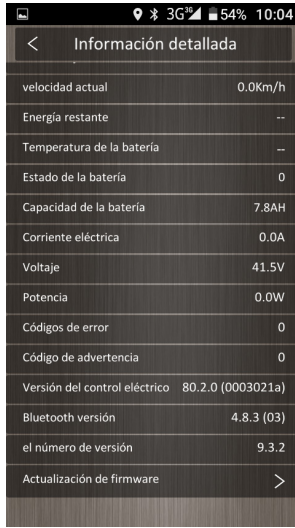 3G 3G 54% 10:04
< Información detallada
velocidad actual 0.0Km/h
Energía restante --
Temperatura de la batería --
Estado de la batería 0
Capacidad de la batería 7.8AH
Corriente eléctrica 0.0A
Voltaje 41.5V
Potencia 0.0W
Códigos de error 0
Código de advertencia 0
Versión del control eléctrico 80.2.0 (0003021a)
Bluetooth versión 4.8.3 (03)
el número de versión 9.3.2
Actualización de firmware >